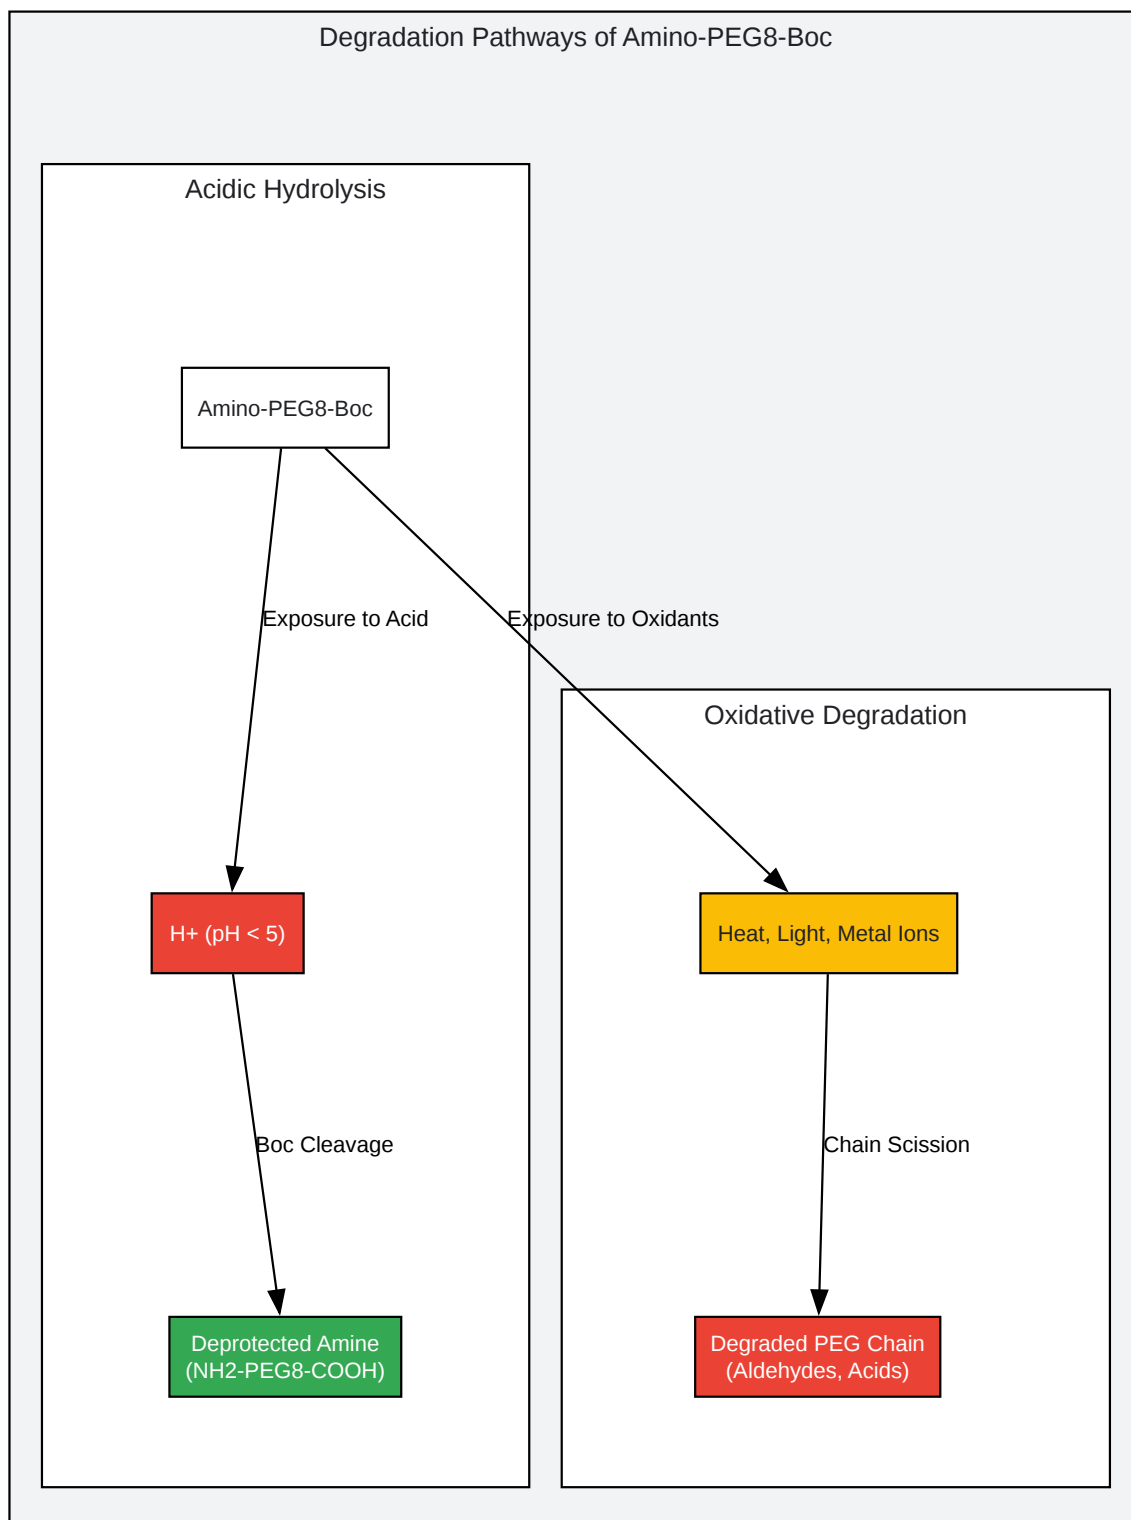 Degradation Pathways of Amino-PEG8-Boc
Acidic Hydrolysis
Amino-PEG8-Boc
Exposure to Acid
Exposure to Oxidants
Oxidative Degradation
H+ (pH < 5)
Heat, Light, Metal Ions
Boc Cleavage
Chain Scission
Deprotected Amine
(NH2-PEG8-COOH)
Degraded PEG Chain
(Aldehydes, Acids)